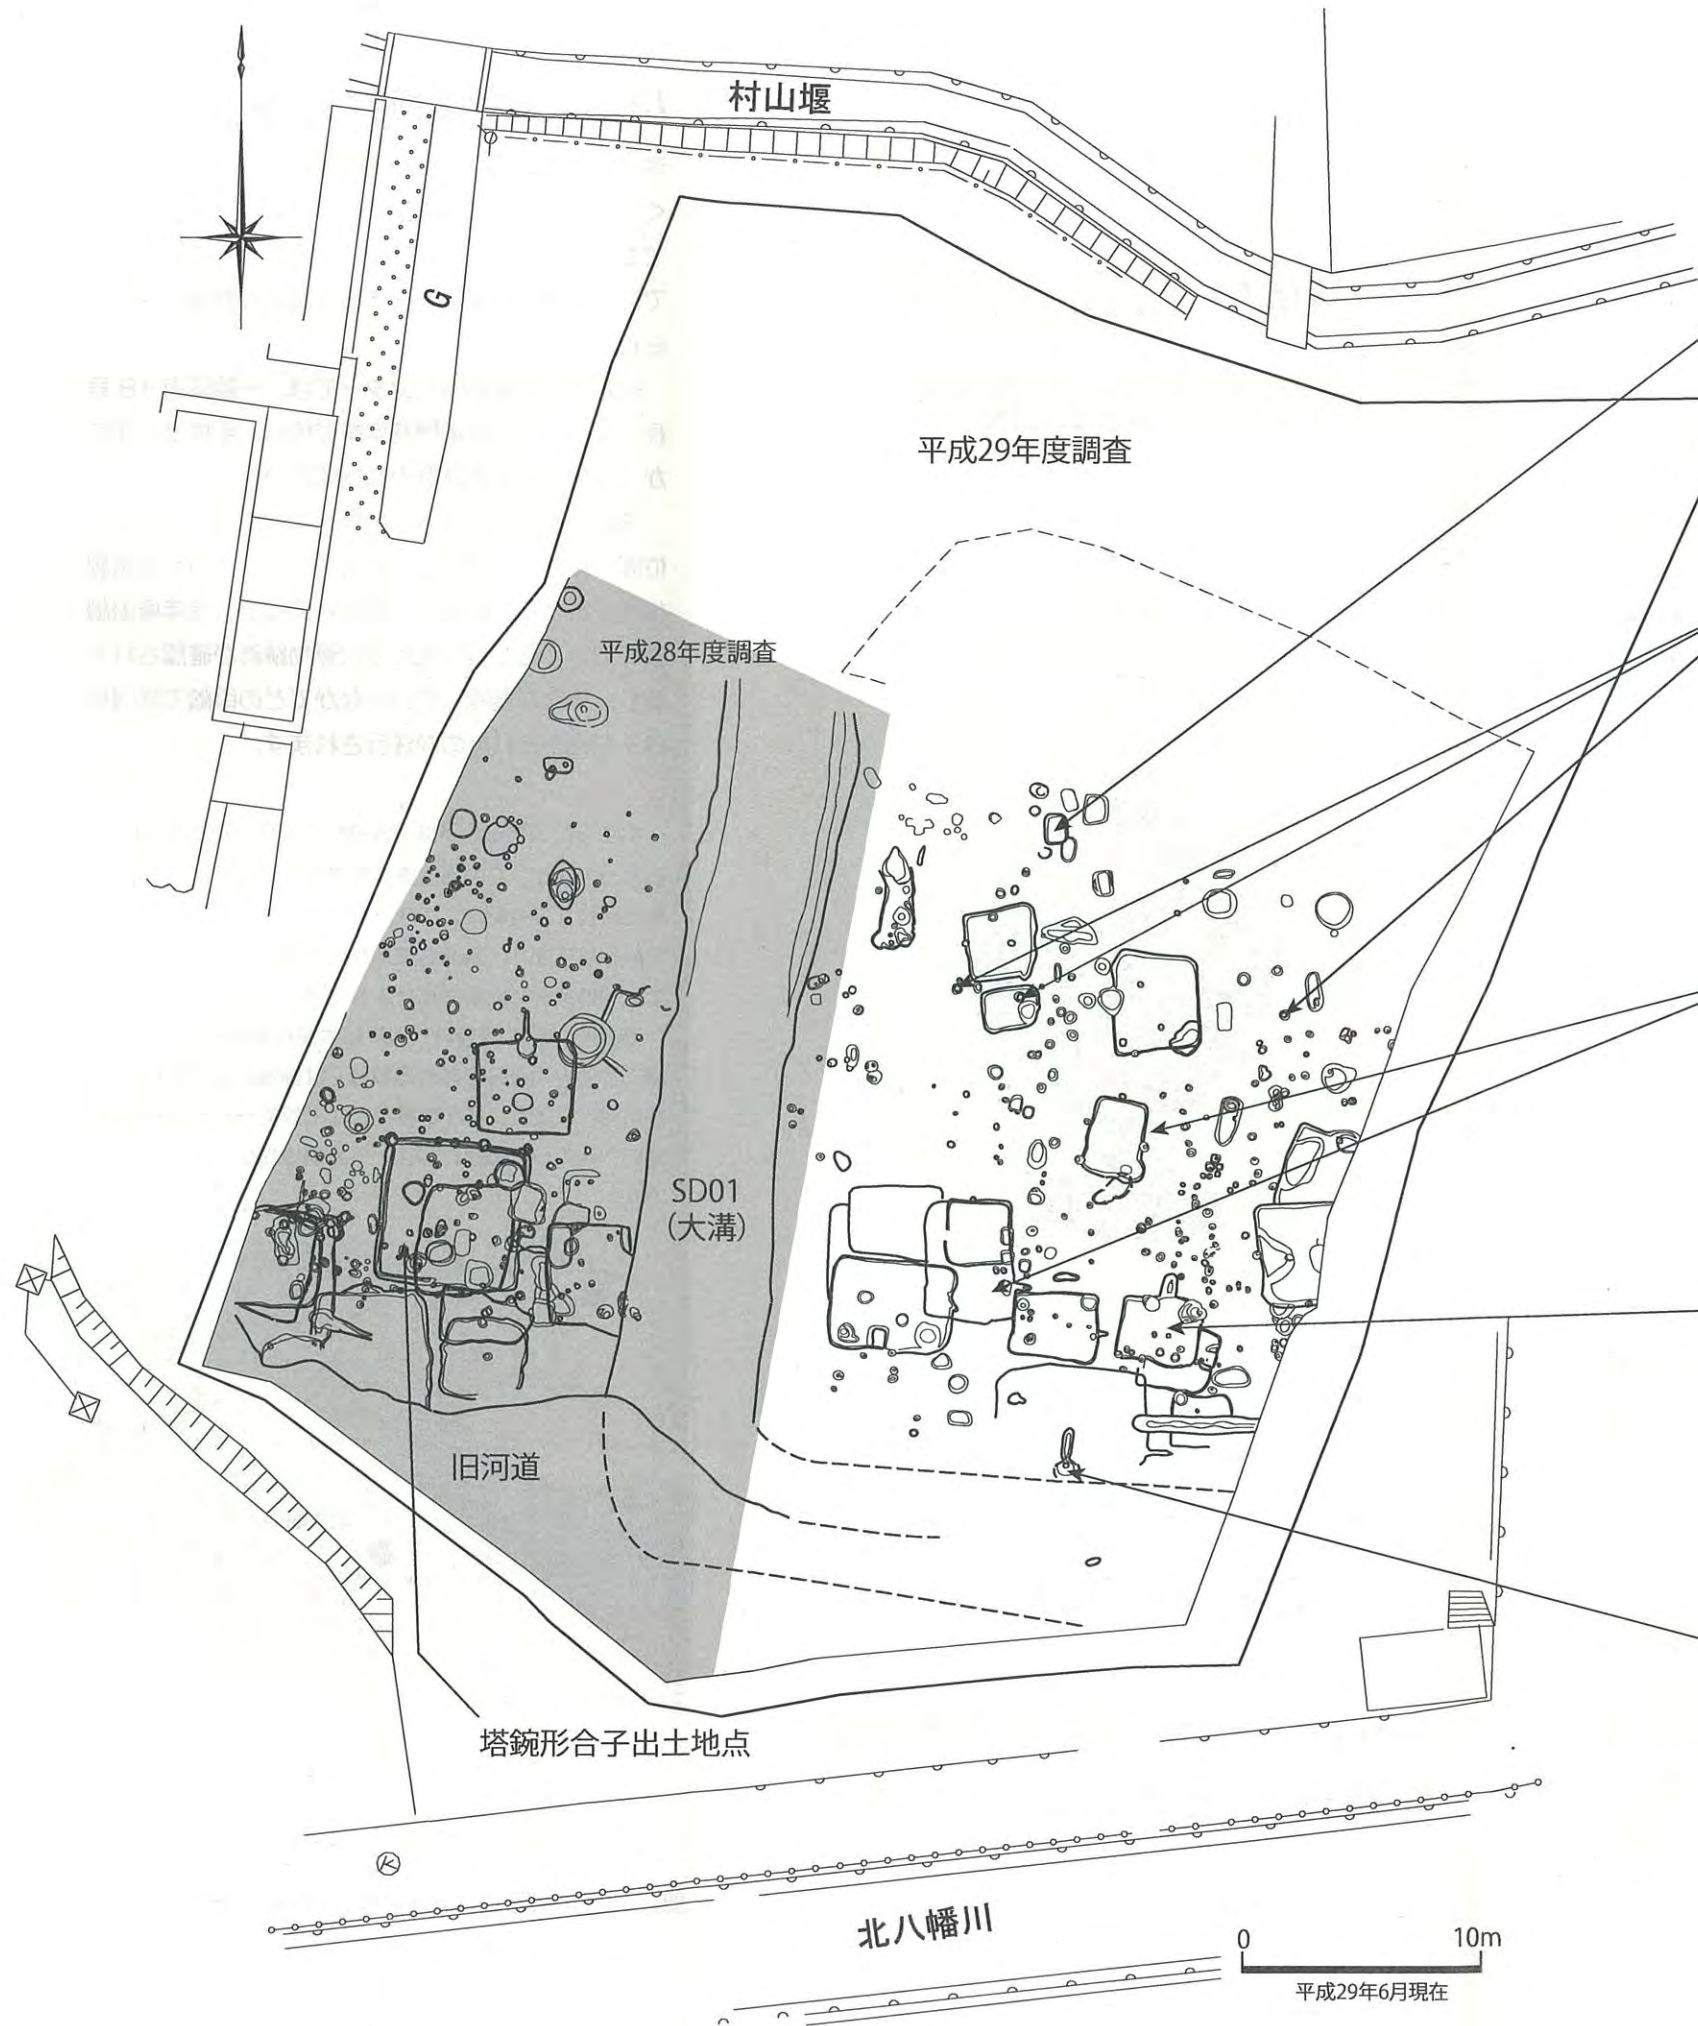 村山堰
G
平成29年度調査
平成28年度調査
SD01
(大溝)
旧河道
塔鋺形合子出土地点
北八幡川
0 10m
平成29年6月現在